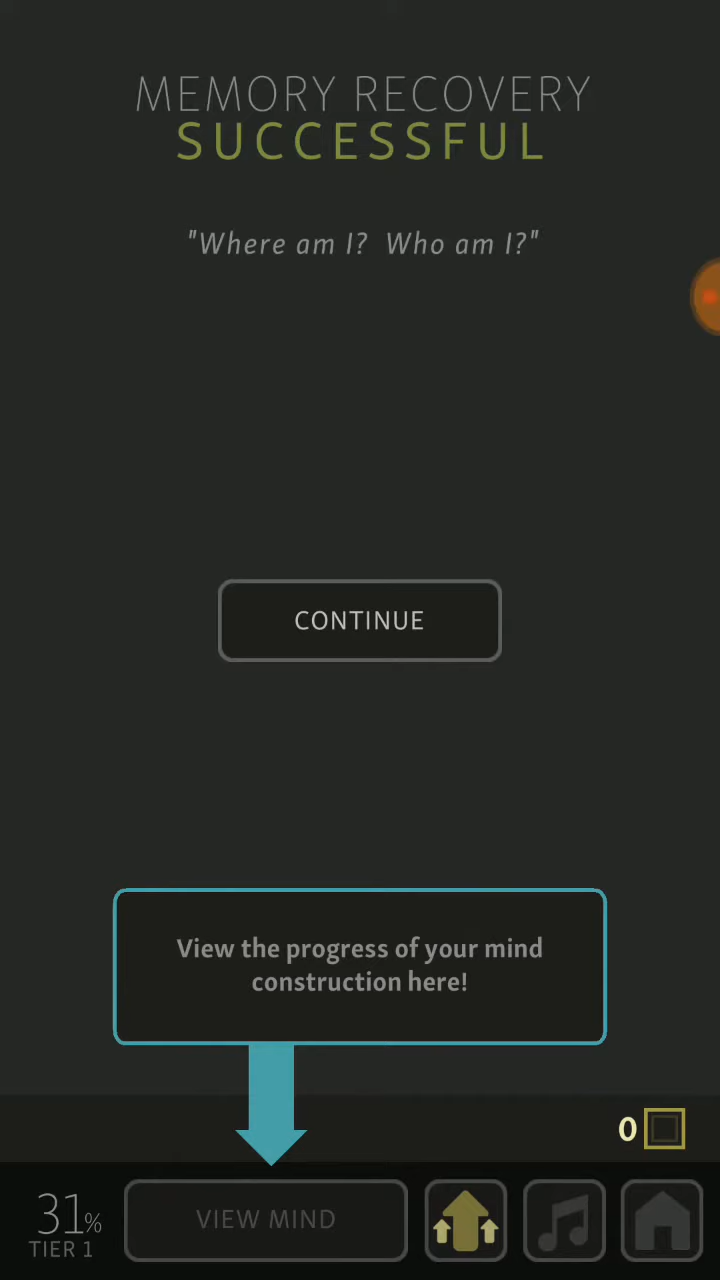 MEMORY RECOVERY
SUCCESSFUL
"Where am I?  Who am I?"
CONTINUE
View the progress of your mind
construction here!
0
31%
TIER 1
VIEW MIND